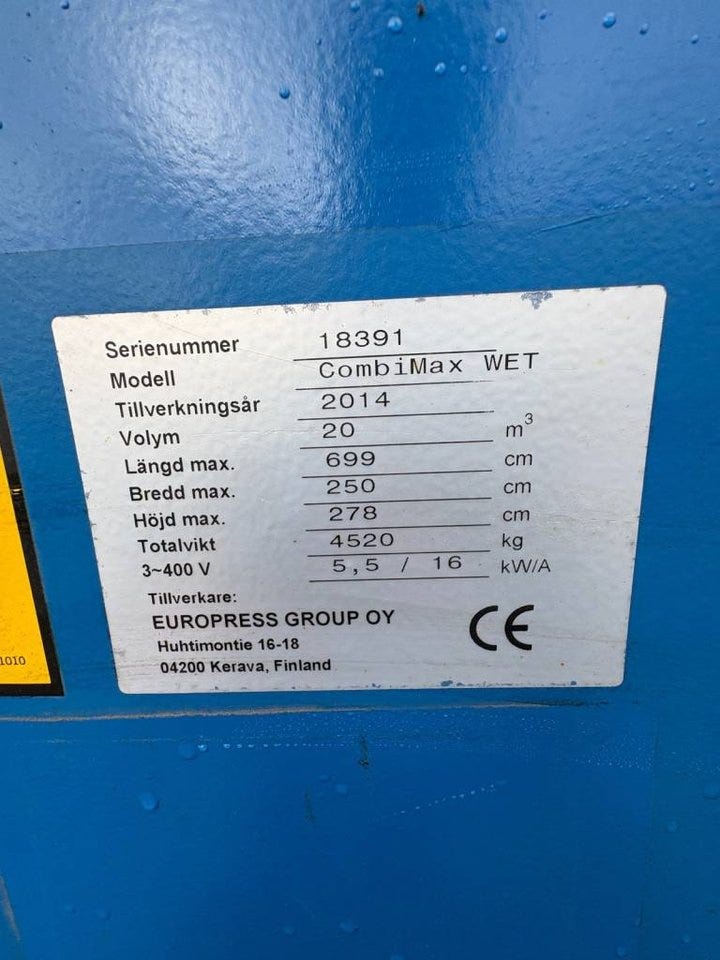 Serienummer 18391
Modell CombiMax WET
Tillverkningsår 2014
Volym 20 m³
Längd max. 699 cm
Bredd max. 250 cm
Höjd max. 278 cm
Totalvikt 4520 kg
3~400 V 5,5 / 16 kW/A
Tillverkare:
EUROPRESS GROUP OY
Huhtimontie 16-18
04200 Kerava, Finland
CE
1010